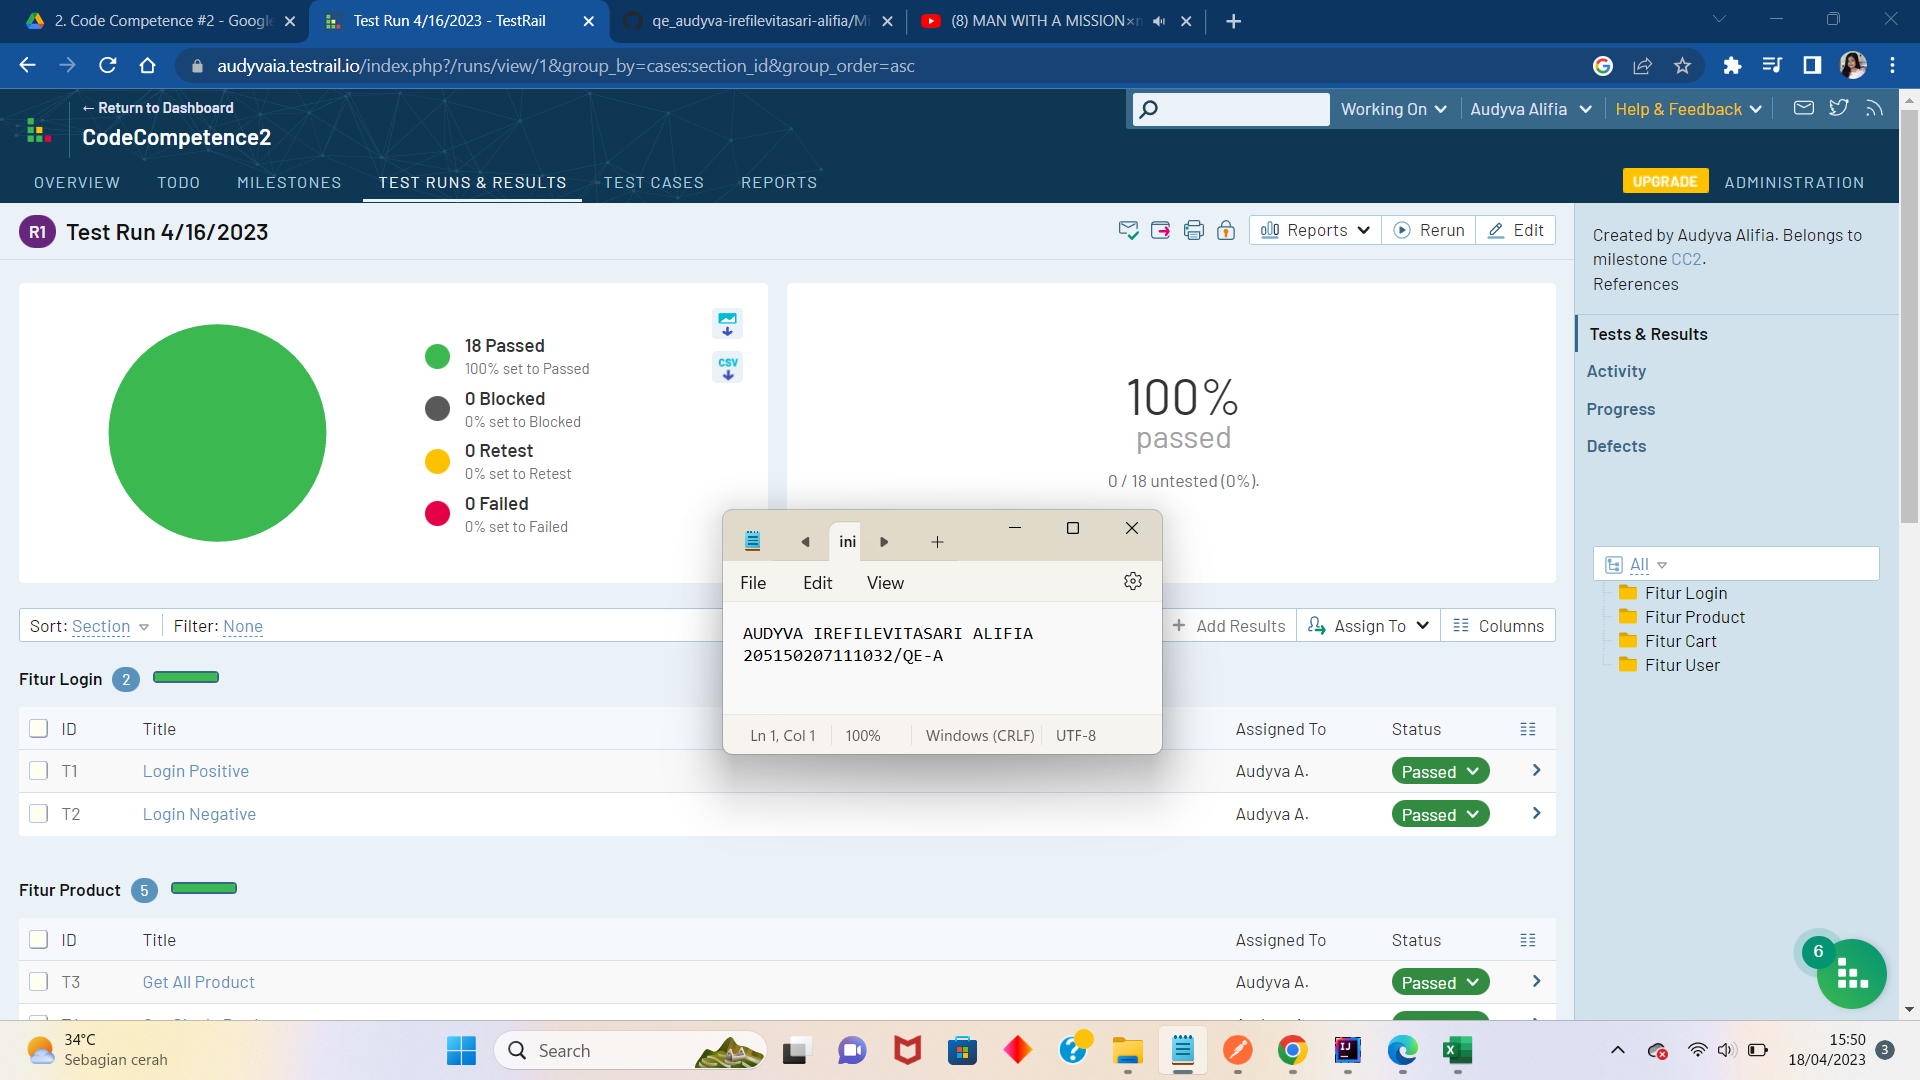 2. Code Competence #2 - Google
Test Run 4/16/2023 - TestRail
qe_audyva-irefilevitasari-alifia/Mi
(8) MAN WITH A MISSION×m
audyvaia.testrail.io/index.php?/runs/view/1&group_by=cases:section_id&group_order=asc
← Return to Dashboard
CodeCompetence2
Working On
Audyva Alifia
Help & Feedback
OVERVIEW
TODO
MILESTONES
TEST RUNS & RESULTS
TEST CASES
REPORTS
UPGRADE
ADMINISTRATION
R1
Test Run 4/16/2023
Reports
Rerun
Edit
Created by Audyva Alifia. Belongs to
milestone CC2.
References
Tests & Results
Activity
Progress
Defects
18 Passed
100% set to Passed
0 Blocked
0% set to Blocked
0 Retest
0% set to Retest
0 Failed
0% set to Failed
CSV
100%
passed
0 / 18 untested (0%).
ini
File
Edit
View
AUDYVA IREFILEVITASARI ALIFIA
205150207111032/QE-A
Ln 1, Col 1
100%
Windows (CRLF)
UTF-8
All
Fitur Login
Fitur Product
Fitur Cart
Fitur User
Sort: Section
Filter: None
Add Results
Assign To
Columns
Fitur Login 2
ID Title Assigned To Status
T1 Login Positive Audyva A. Passed
T2 Login Negative Audyva A. Passed
Fitur Product 5
ID Title Assigned To Status
T3 Get All Product Audyva A. Passed
6
34°C
Sebagian cerah
Search
IJ
15:50
18/04/2023
3